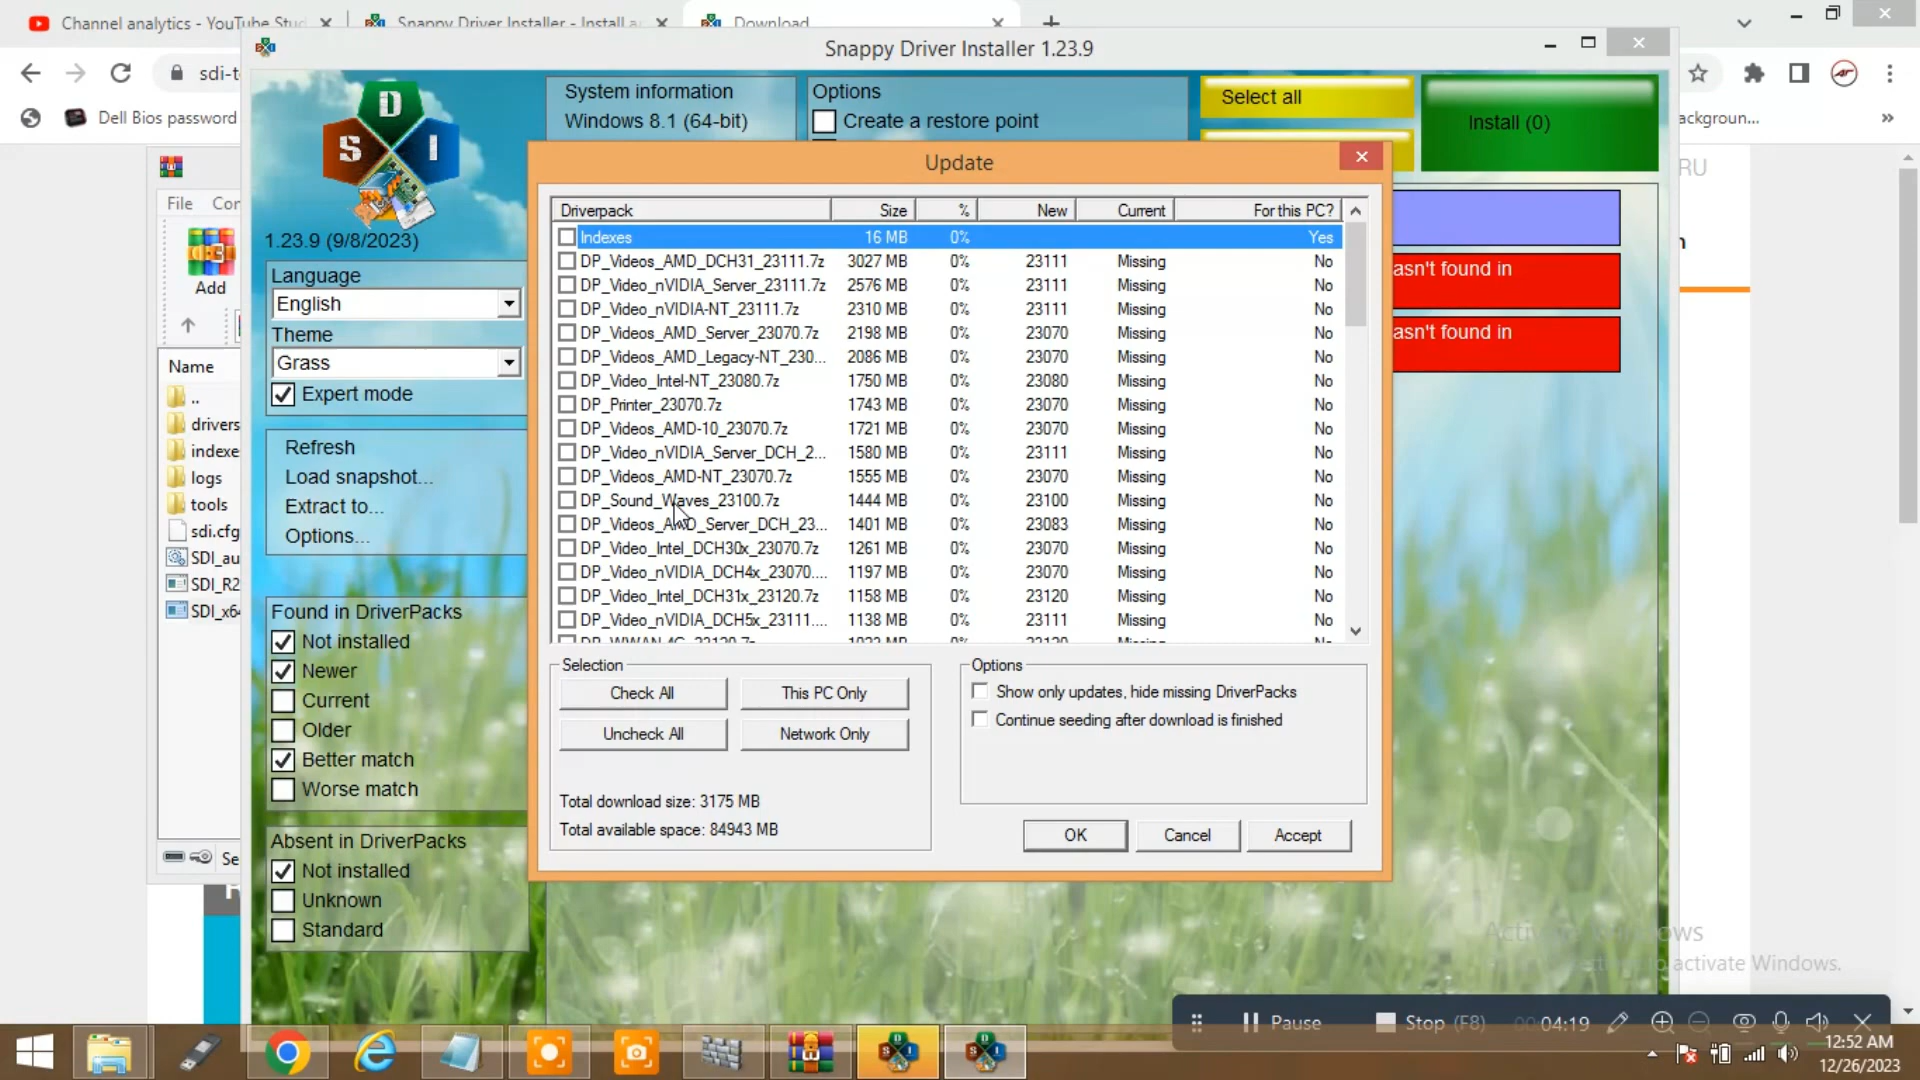 Channel analytics - YouTube Stud
Snappy Driver Installer - Install a
Download
Snappy Driver Installer 1.23.9
sdi-t
Dell Bios password
ackgroun...
»
RU
n
S D I
System information
Windows 8.1 (64-bit)
Options
Create a restore point
Select all
Install (0)
1.23.9 (9/8/2023)
Language
English
Theme
Grass
Expert mode
Refresh
Load snapshot...
Extract to...
Options...
Found in DriverPacks
Not installed
Newer
Current
Older
Better match
Worse match
Absent in DriverPacks
Not installed
Unknown
Standard
File Cor
Add
Name
..
drivers
indexe
logs
tools
sdi.cfg
SDI_au
SDI_R2
SDI_x64
Se
asn't found in
asn't found in
Update
Driverpack Size % New Current For this PC?
Indexes 16 MB 0% Yes
DP_Videos_AMD_DCH31_23111.7z 3027 MB 0% 23111 Missing No
DP_Video_nVIDIA_Server_23111.7z 2576 MB 0% 23111 Missing No
DP_Video_nVIDIA-NT_23111.7z 2310 MB 0% 23111 Missing No
DP_Videos_AMD_Server_23070.7z 2198 MB 0% 23070 Missing No
DP_Videos_AMD_Legacy-NT_230... 2086 MB 0% 23070 Missing No
DP_Video_Intel-NT_23080.7z 1750 MB 0% 23080 Missing No
DP_Printer_23070.7z 1743 MB 0% 23070 Missing No
DP_Videos_AMD-10_23070.7z 1721 MB 0% 23070 Missing No
DP_Videos_nVIDIA_Server_DCH_2... 1580 MB 0% 23111 Missing No
DP_Videos_AMD-NT_23070.7z 1555 MB 0% 23070 Missing No
DP_Sound_Waves_23100.7z 1444 MB 0% 23100 Missing No
DP_Videos_AMD_Server_DCH_23... 1401 MB 0% 23083 Missing No
DP_Video_Intel_DCH30x_23070.7z 1261 MB 0% 23070 Missing No
DP_Video_nVIDIA_DCH4x_23070.... 1197 MB 0% 23070 Missing No
DP_Video_Intel_DCH31x_23120.7z 1158 MB 0% 23120 Missing No
DP_Video_nVIDIA_DCH5x_23111.... 1138 MB 0% 23111 Missing No
Selection
Check All This PC Only
Uncheck All Network Only
Total download size: 3175 MB
Total available space: 84943 MB
Options
Show only updates, hide missing DriverPacks
Continue seeding after download is finished
OK Cancel Accept
activate Windows.
Pause Stop (F8) 04:19
12:52 AM
12/26/2023